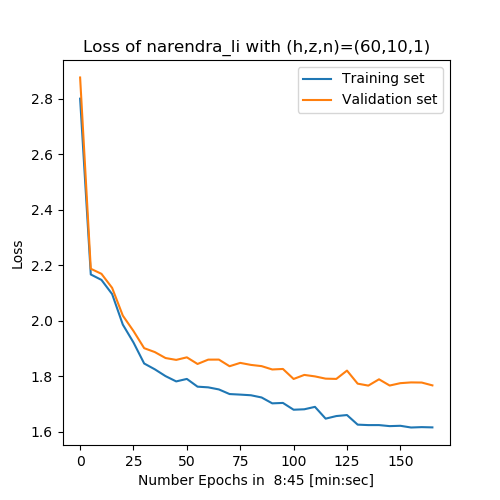 Loss of narendra_li with (h,z,n)=(60,10,1)
Training set
Validation set
Loss
2.8
2.6
2.4
2.2
2.0
1.8
1.6
0 25 50 75 100 125 150
Number Epochs in  8:45 [min:sec]